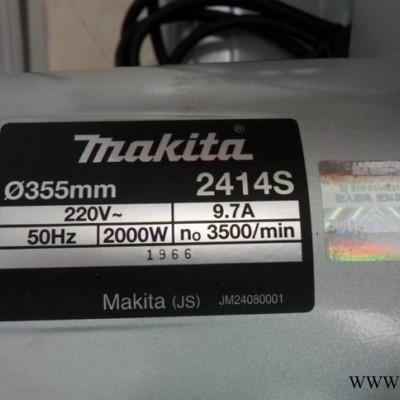 makita®
Ø355mm 2414S
220V~ 9.7A
50Hz 2000W no 3500/min
1966
Makita (JS) JM24080001
www.